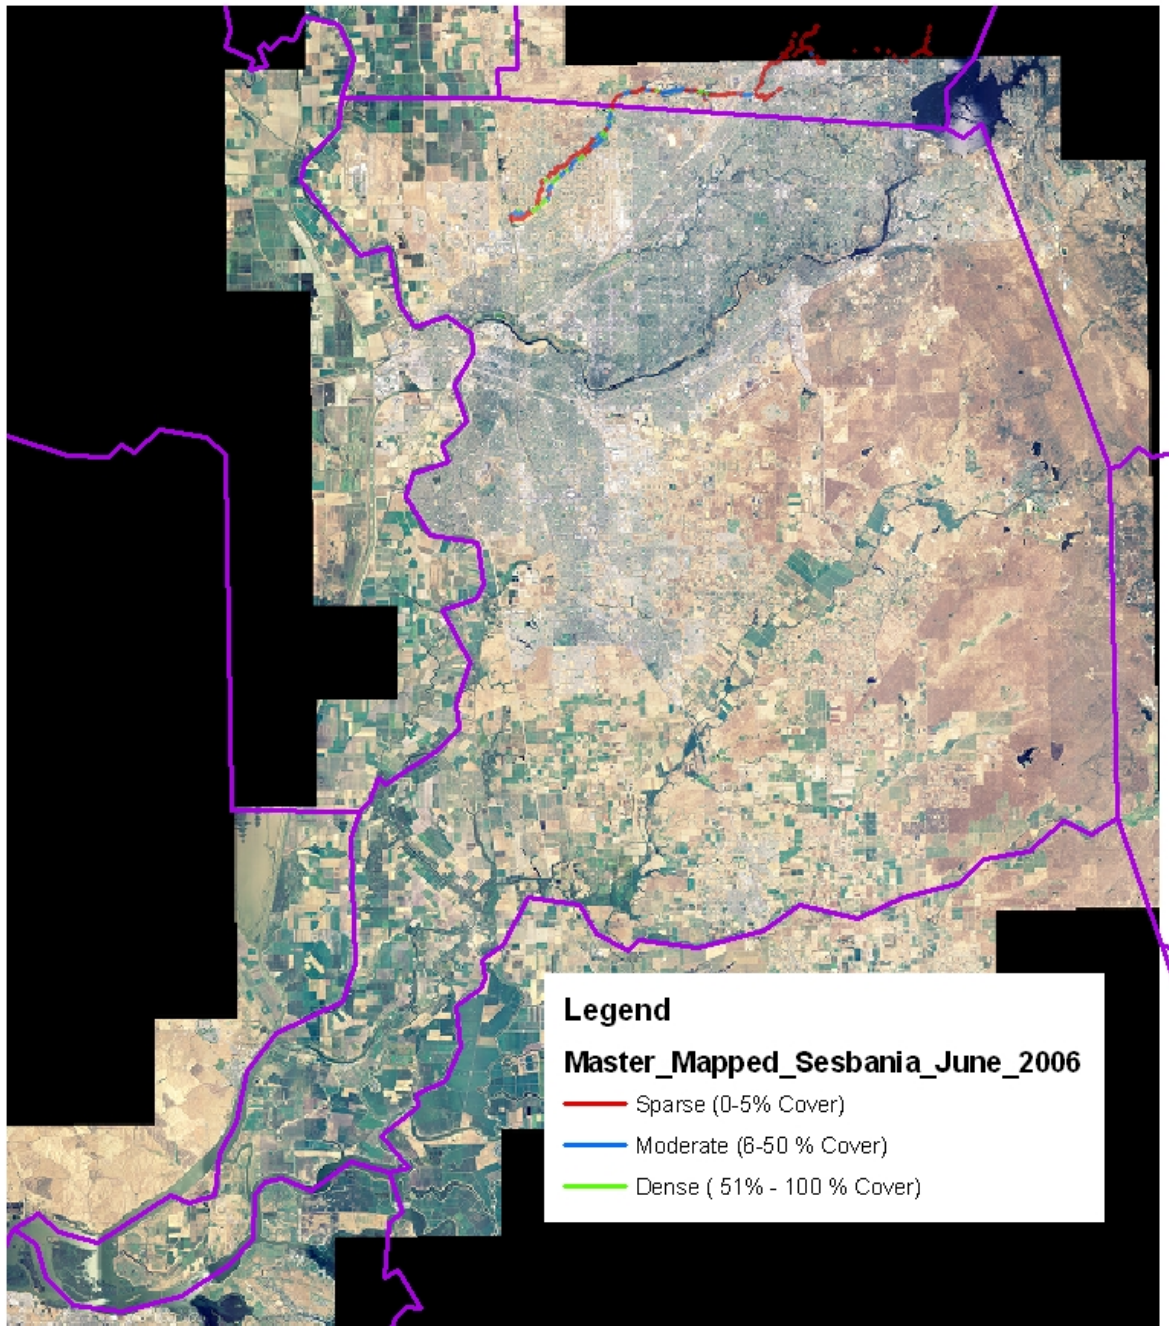 Legend
Master_Mapped_Sesbania_June_2006
Sparse (0-5% Cover)
Moderate (6-50 % Cover)
Dense ( 51% - 100 % Cover)